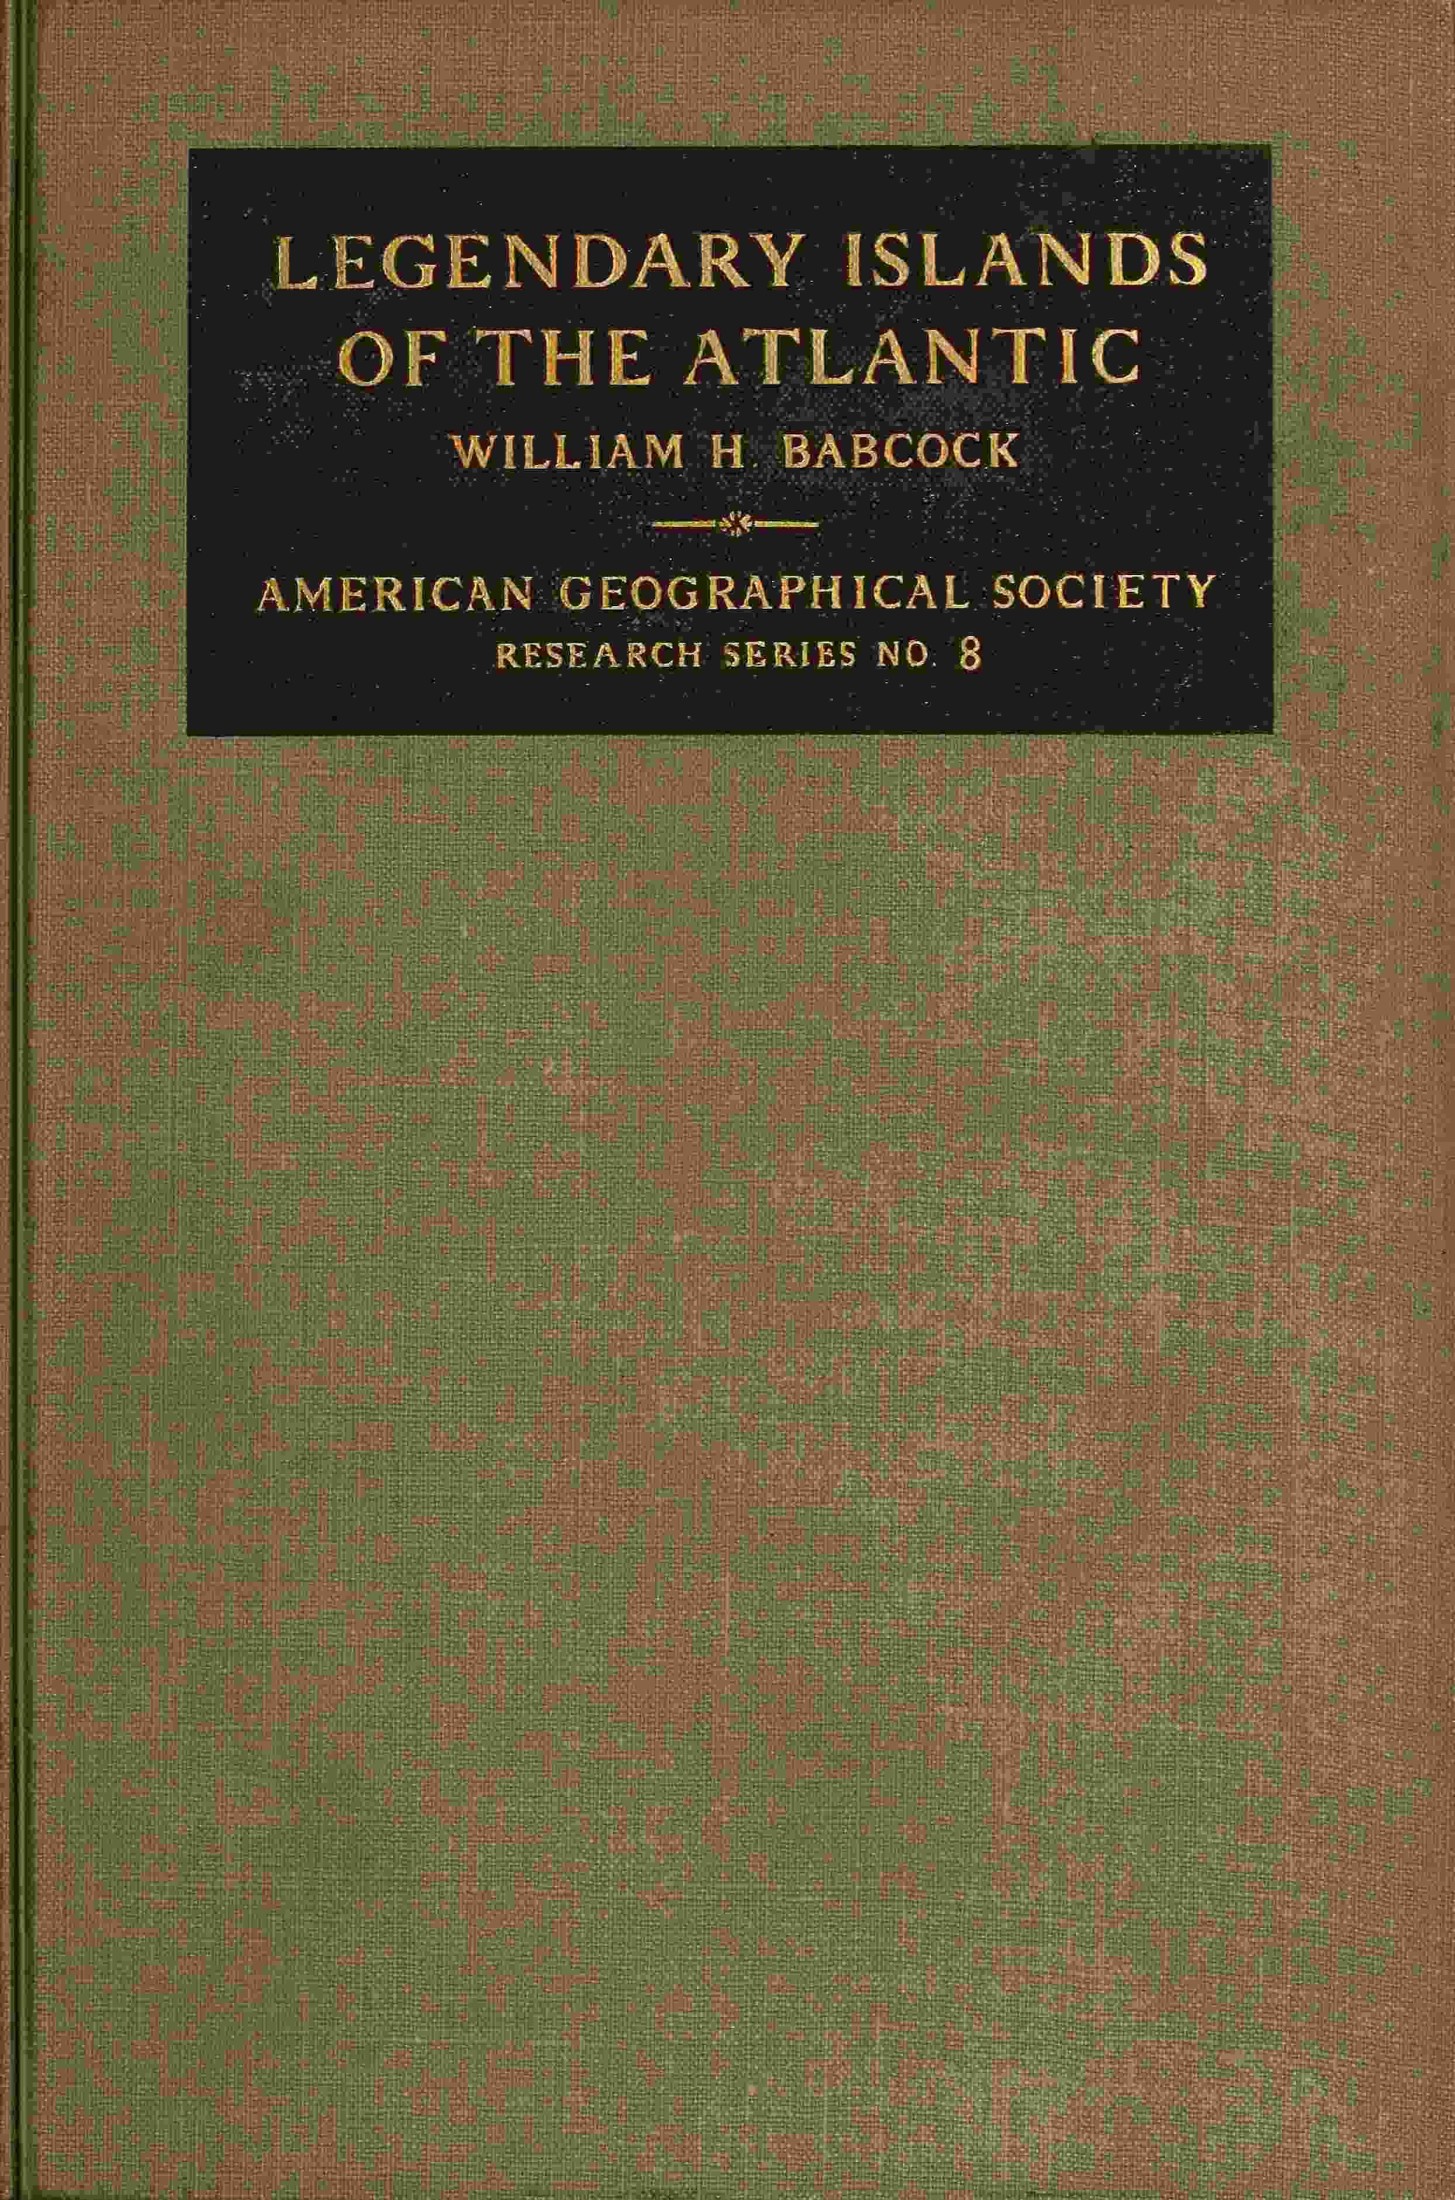 LEGENDARY ISLANDS
OF THE ATLANTIC
WILLIAM H. BABCOCK
AMERICAN GEOGRAPHICAL SOCIETY
RESEARCH SERIES NO. 8